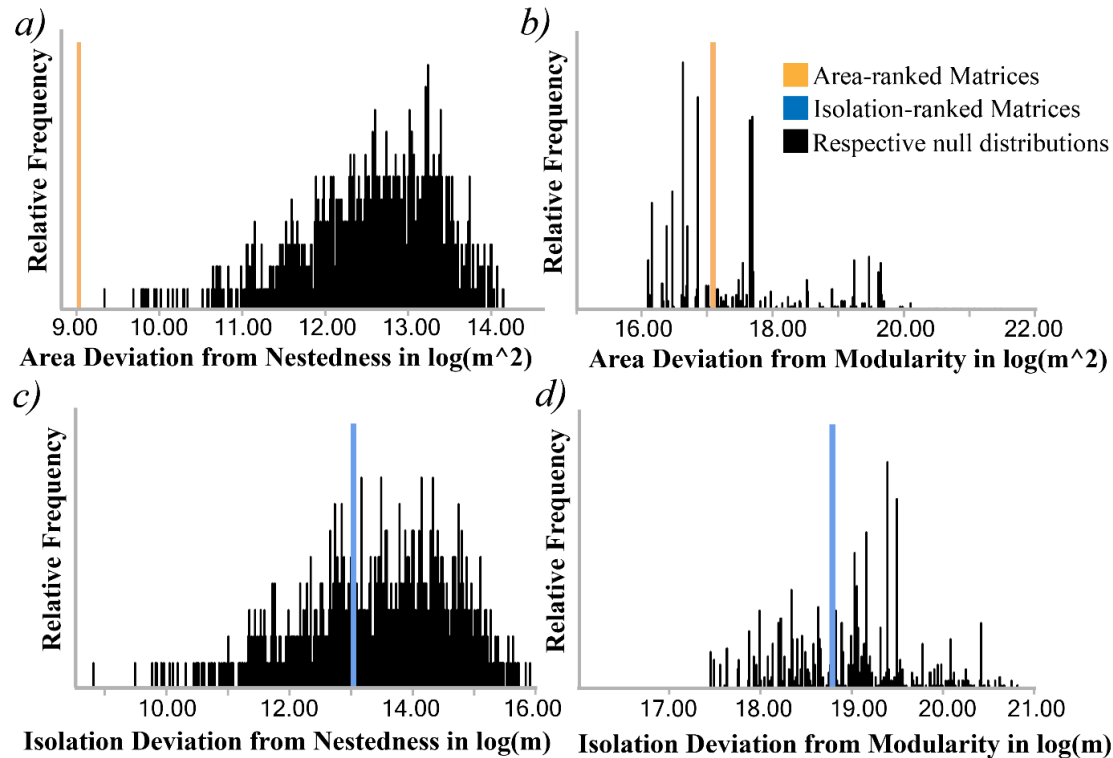 a)
Relative Frequency
9.00 10.00 11.00 12.00 13.00 14.00
Area Deviation from Nestedness in log(m^2)
b)
Relative Frequency
Area-ranked Matrices
Isolation-ranked Matrices
Respective null distributions
16.00 17.00 18.00 19.00 20.00 22.00
Area Deviation from Modularity in log(m^2)
c)
Relative Frequency
10.00 12.00 14.00 16.00
Isolation Deviation from Nestedness in log(m)
d)
Relative Frequency
17.00 18.00 19.00 20.00 21.00
Isolation Deviation from Modularity in log(m)